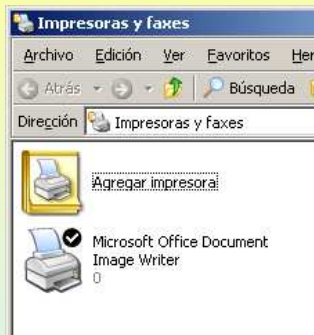 Impresoras y faxes
Archivo Edición Ver Favoritos Her
Atrás Búsqueda
Dirección Impresoras y faxes
Agregar impresora
Microsoft Office Document
Image Writer
0